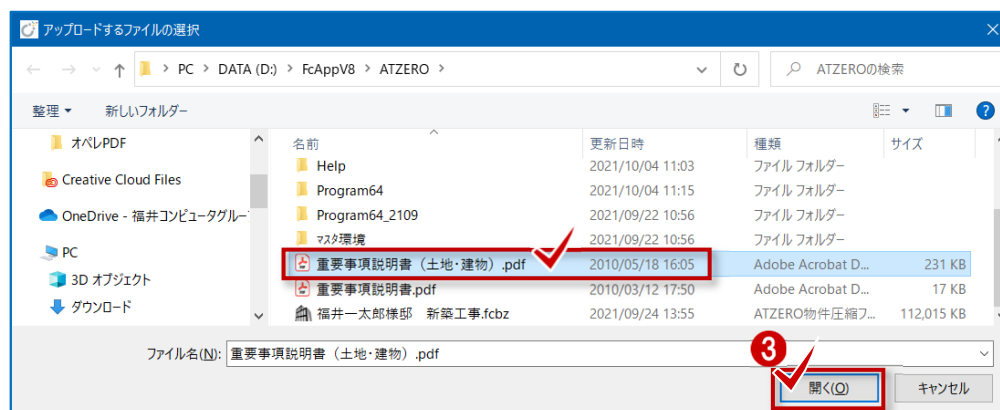 アップロードするファイルの選択
PC > DATA (D:) > FcAppV8 > ATZERO >
ATZEROの検索
整理 新しいフォルダー
名前 更新日時 種類 サイズ
オペレPDF
Creative Cloud Files
OneDrive - 福井コンピュータグルー
PC
3D オブジェクト
ダウンロード
Help 2021/10/04 11:03 ファイル フォルダー
Program64 2021/10/04 11:15 ファイル フォルダー
Program64_2109 2021/09/22 10:56 ファイル フォルダー
マスタ環境 2021/09/22 10:56 ファイル フォルダー
重要事項説明書（土地・建物）.pdf 2010/05/18 16:05 Adobe Acrobat D... 231 KB
重要事項説明書.pdf 2010/03/12 17:50 Adobe Acrobat D... 17 KB
福井一太郎様邸　新築工事.fcbz 2021/09/24 13:55 ATZERO物件圧縮フ... 112,015 KB
ファイル名(N): 重要事項説明書（土地・建物）.pdf
3
開く(O) キャンセル